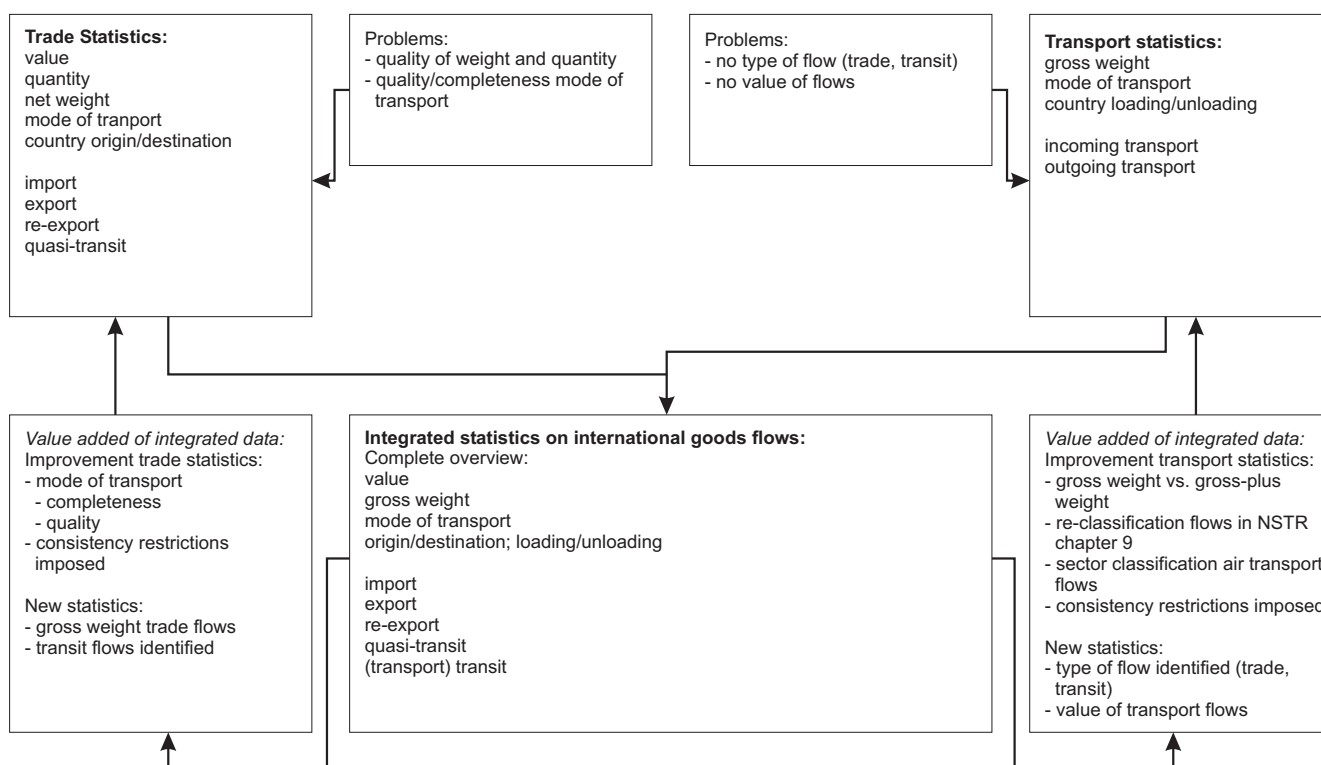 Trade Statistics:
value
quantity
net weight
mode of tranport
country origin/destination
import
export
re-export
quasi-transit
Problems:
- quality of weight and quantity
- quality/completeness mode of
transport
Problems:
- no type of flow (trade, transit)
- no value of flows
Transport statistics:
gross weight
mode of transport
country loading/unloading
incoming transport
outgoing transport
Value added of integrated data:
Improvement trade statistics:
- mode of transport
- completeness
- quality
- consistency restrictions
imposed
New statistics:
- gross weight trade flows
- transit flows identified
Integrated statistics on international goods flows:
Complete overview:
value
gross weight
mode of transport
origin/destination; loading/unloading
import
export
re-export
quasi-transit
(transport) transit
Value added of integrated data:
Improvement transport statistics:
- gross weight vs. gross-plus
weight
- re-classification flows in NSTR
chapter 9
- sector classification air transport
flows
- consistency restrictions imposed
New statistics:
- type of flow identified (trade,
transit)
- value of transport flows